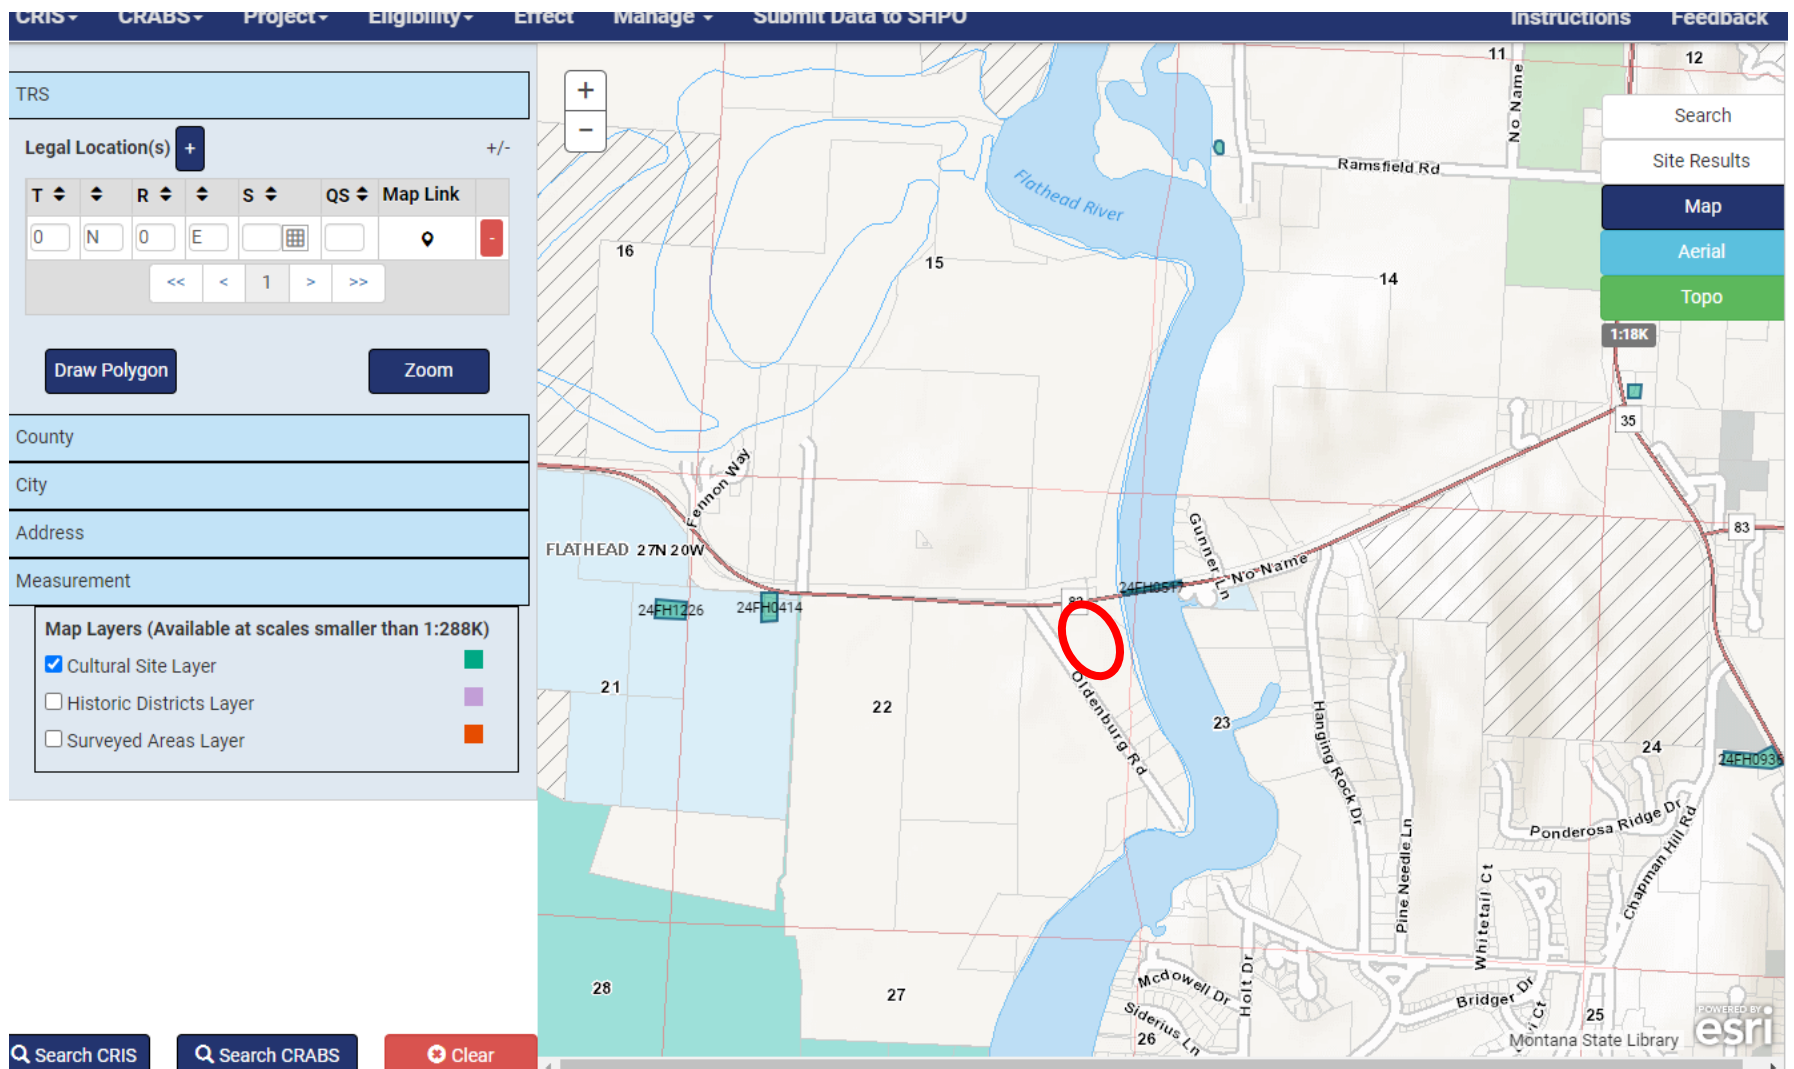 CRIS
CRABS
Project
Eligibility
Effect
Manage
Submit Data to SHPO
Instructions
Feedback
TRS
Legal Location(s) +
+/-
T
R
S
QS
Map Link
0
N
0
E
-
<<
<
1
>
>>
Draw Polygon
Zoom
County
City
Address
Measurement
Map Layers (Available at scales smaller than 1:288K)
Cultural Site Layer
Historic Districts Layer
Surveyed Areas Layer
Search CRIS
Search CRABS
Clear
+
−
Search
Site Results
Map
Aerial
Topo
1:18K
11
12
No Name
Ramsfield Rd
Flathead River
16
15
14
35
83
Fennon Way
FLATHEAD 27N 20W
Gunner Ln
No Name
24FH0517
24FH1226
24FH0414
21
22
23
24
Oldenburg Rd
Hanging Rock Dr
Pine Needle Ln
Whitetail Ct
Ponderosa Ridge Dr
Chapman Hill Rd
28
27
26
25
Mcdowell Dr
Siderius Ln
Holt Dr
Bridger Dr
Montana State Library
POWERED BY
esri